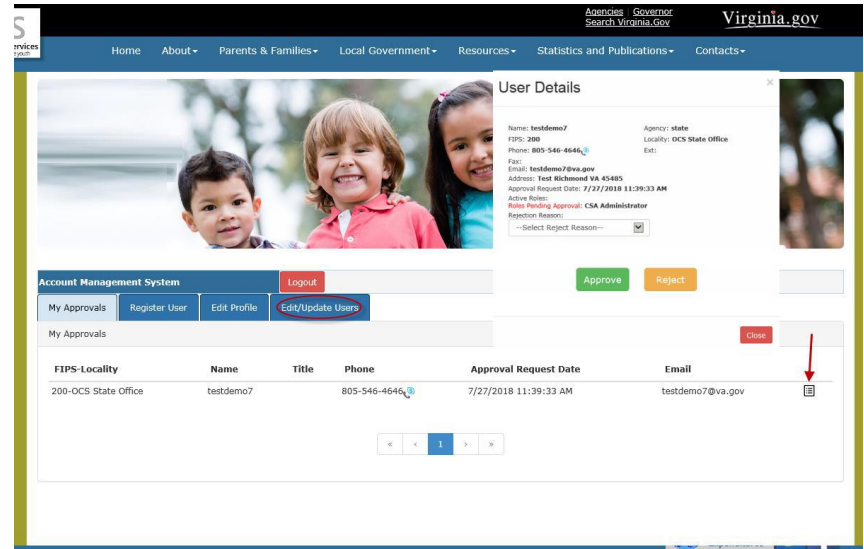 Agencies | Governor
Search Virginia.Gov
Virginia.gov
S
ervices
Home About Parents & Families Local Government Resources Statistics and Publications Contacts
User Details ×
Name: testdemo7 Agency: state
FIPS: 200 Locality: OCS State Office
Phone: 805-546-4646 Ext:
Fax:
Email: testdemo7@va.gov
Address: Test Richmond VA 45485
Approval Request Date: 7/27/2018 11:39:33 AM
Active Roles:
Roles Pending Approval: CSA Administrator
Rejection Reason:
--Select Reject Reason--
Approve Reject
Close
Account Management System Logout
My Approvals Register User Edit Profile Edit/Update Users
My Approvals
FIPS-Locality Name Title Phone Approval Request Date Email
200-OCS State Office testdemo7 805-546-4646 7/27/2018 11:39:33 AM testdemo7@va.gov
« ‹ 1 › »